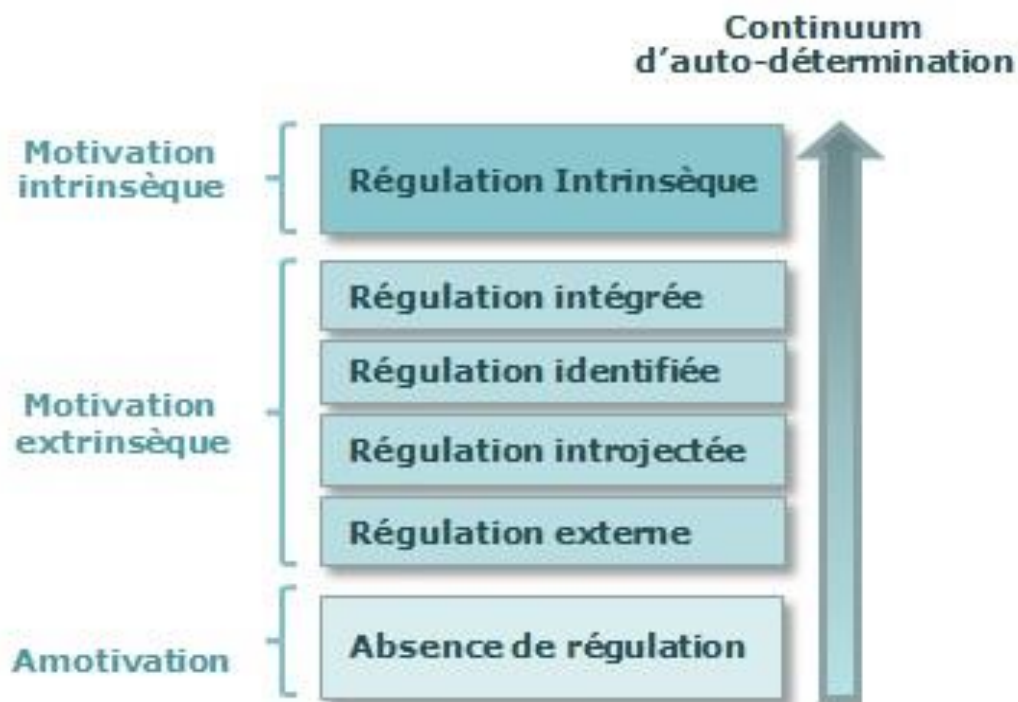 Continuum
d'auto-détermination
Motivation
intrinsèque
Régulation Intrinsèque
Motivation
extrinsèque
Régulation intégrée
Régulation identifiée
Régulation introjectée
Régulation externe
Amotivation
Absence de régulation